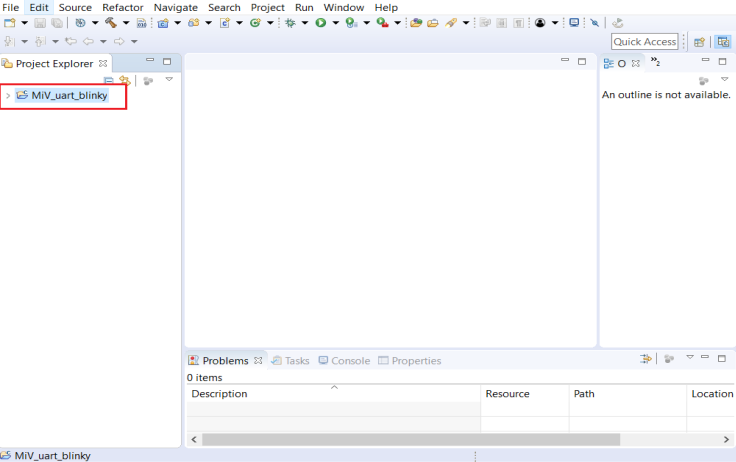 File Edit Source Refactor Navigate Search Project Run Window Help
Quick Access
Project Explorer
MiV_uart_blinky
O
»2
An outline is not available.
Problems Tasks Console Properties
0 items
Description Resource Path Location
MiV_uart_blinky